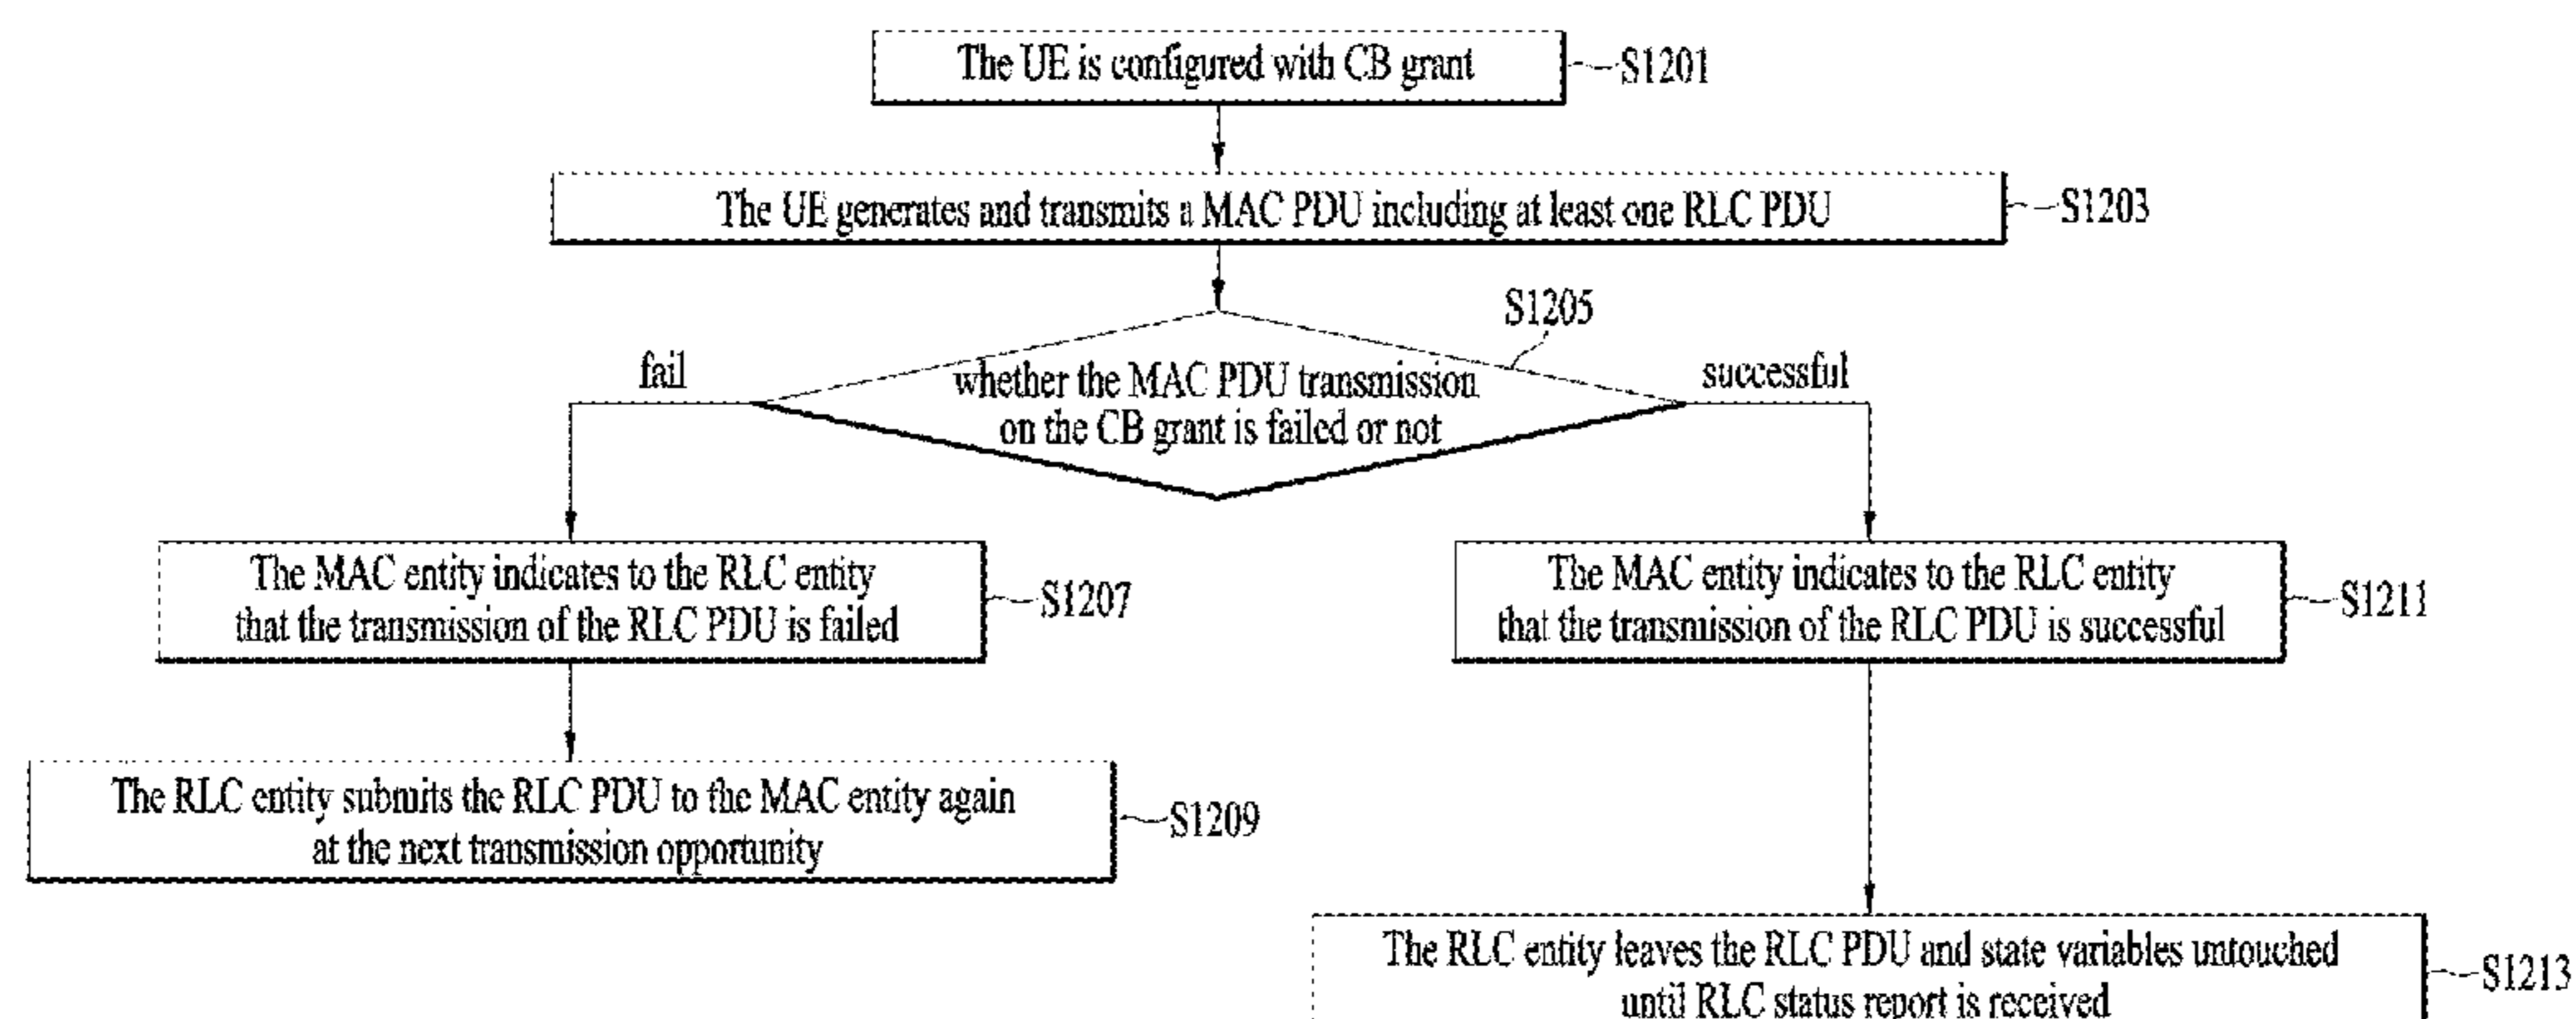 The UE is configured with CB grant
S1201
The UE generates and transmits a MAC PDU including at least one RLC PDU
S1203
S1205
fail
whether the MAC PDU transmission
on the CB grant is failed or not
successful
The MAC entity indicates to the RLC entity
that the transmission of the RLC PDU is failed
S1207
The MAC entity indicates to the RLC entity
that the transmission of the RLC PDU is successful
S1211
The RLC entity submits the RLC PDU to the MAC entity again
at the next transmission opportunity
S1209
The RLC entity leaves the RLC PDU and state variables untouched
until RLC status report is received
S1213